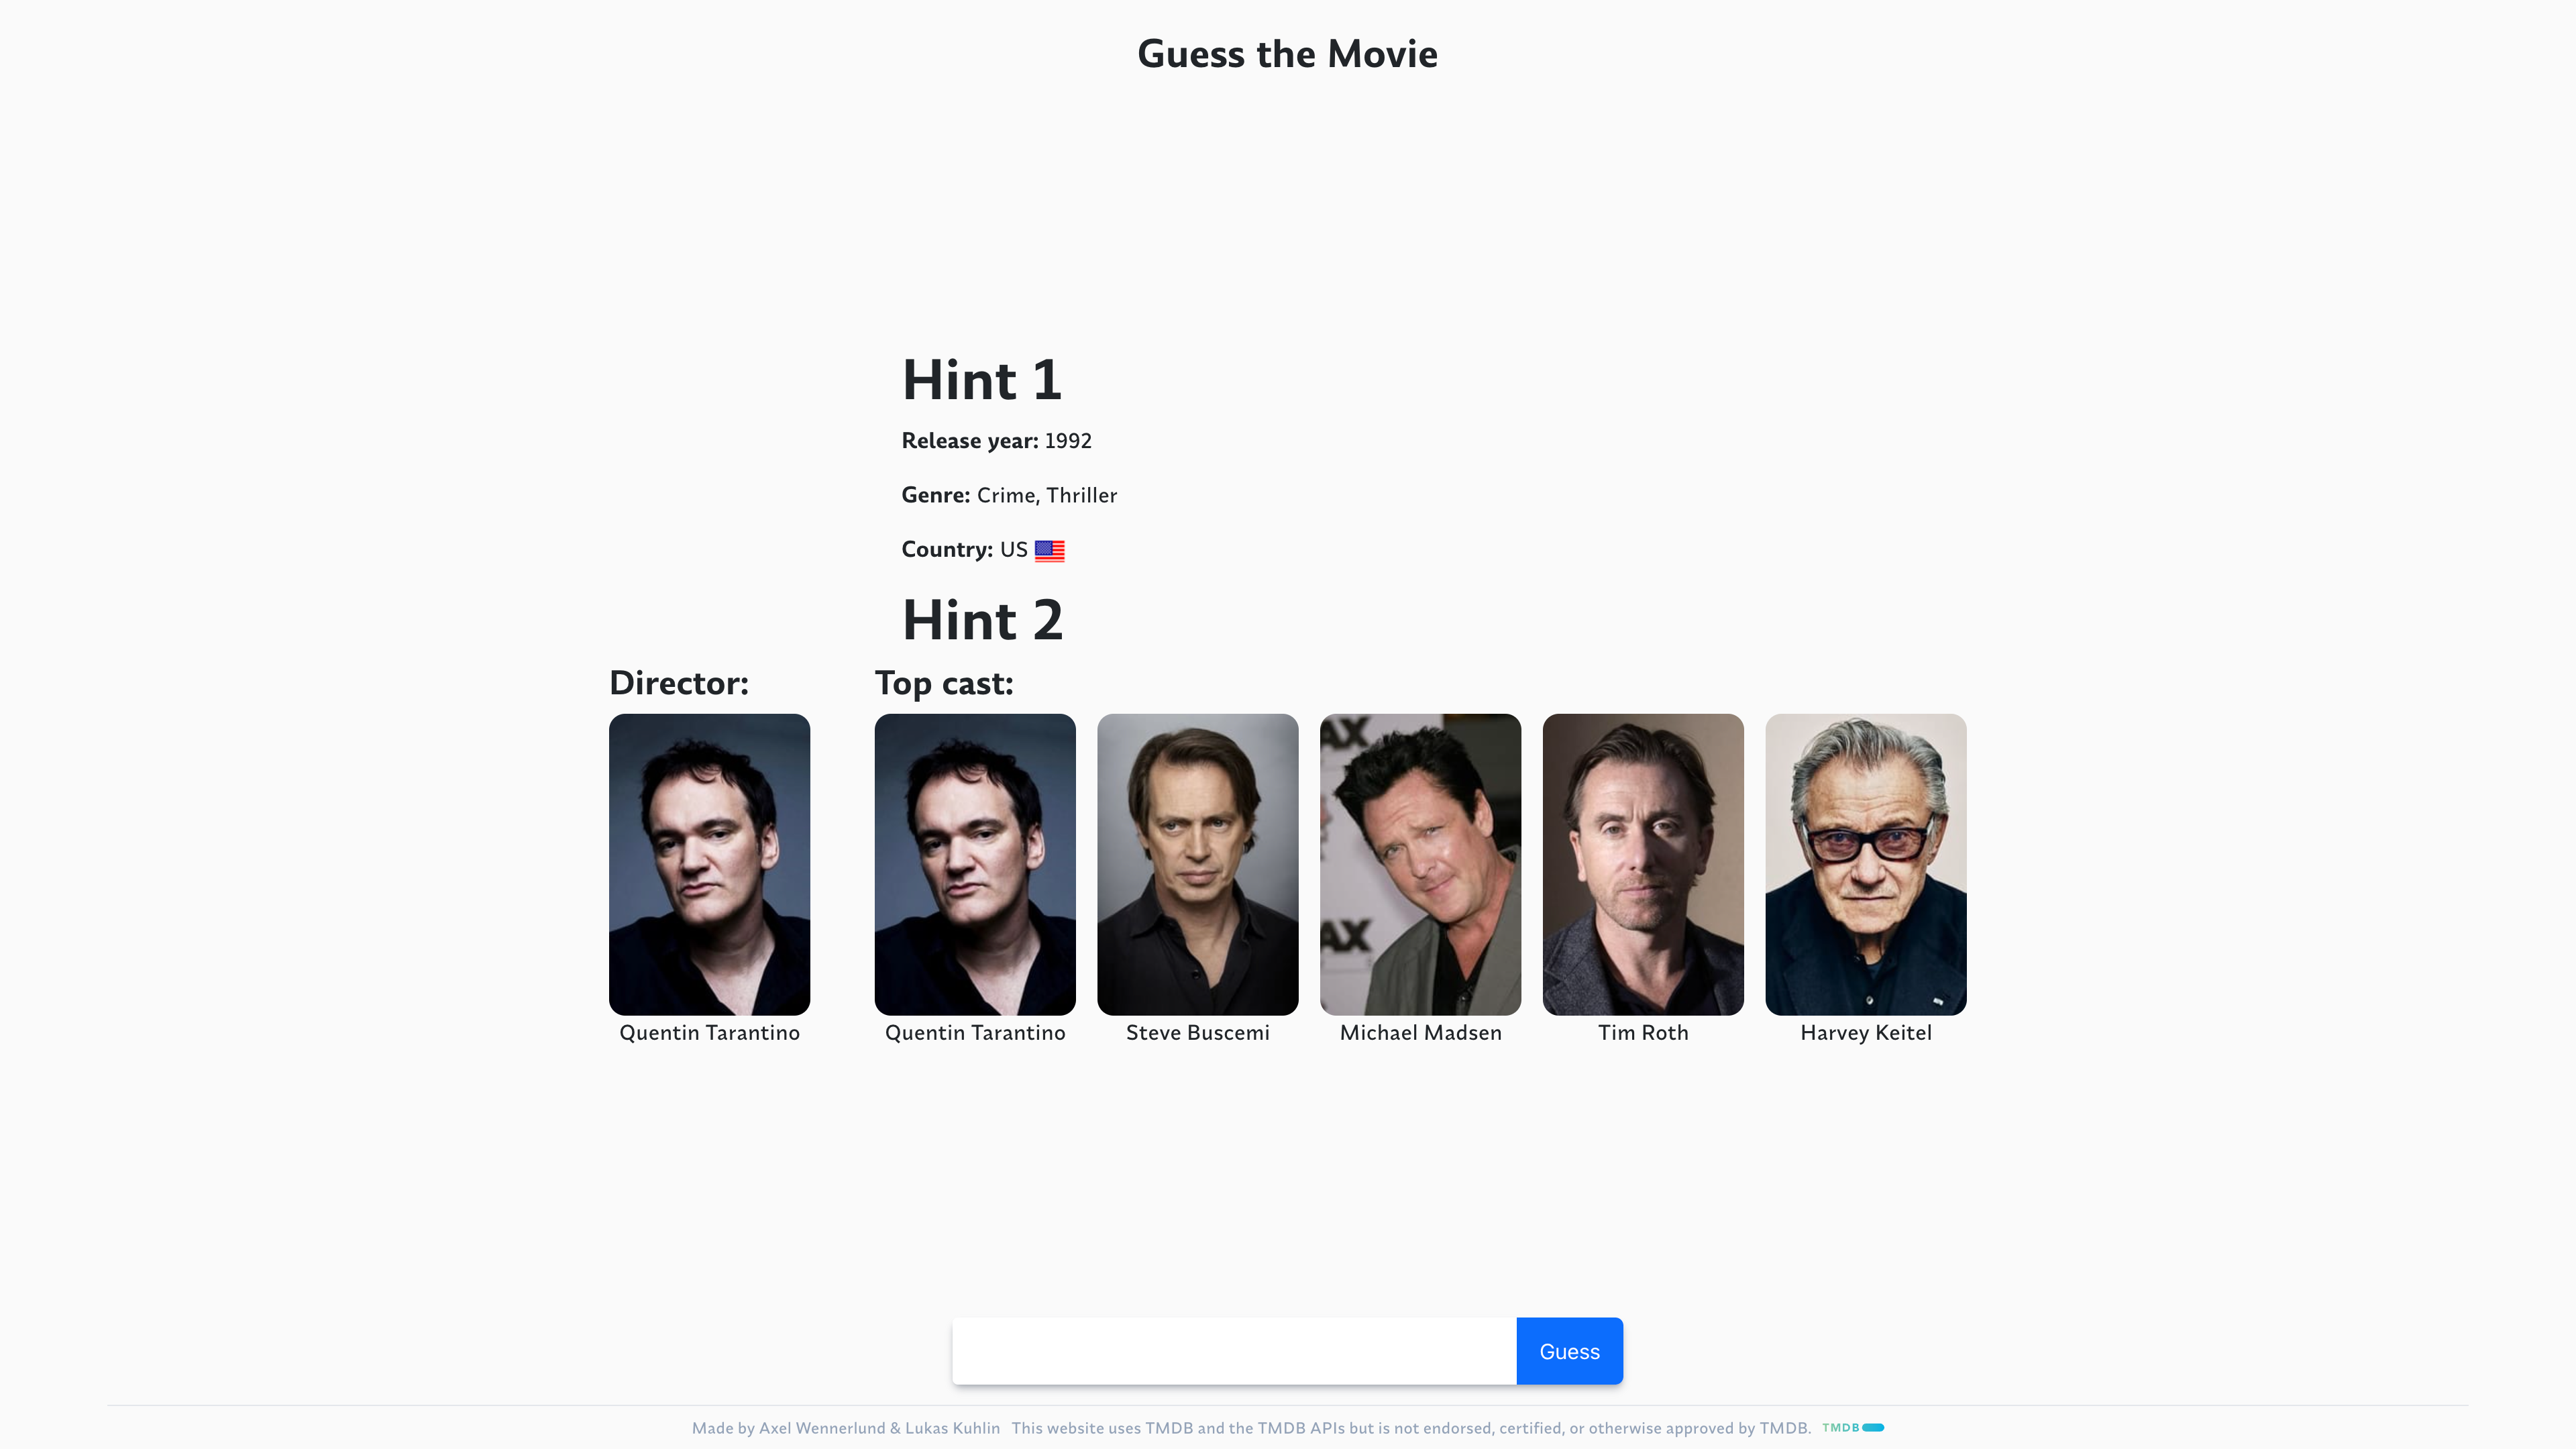 Guess the Movie
Hint 1
Release year: 1992
Genre: Crime, Thriller
Country: US
Hint 2
Director:
Top cast:
AX
AX
Quentin Tarantino
Quentin Tarantino
Steve Buscemi
Michael Madsen
Tim Roth
Harvey Keitel
Guess
Made by Axel Wennerlund & Lukas Kuhlin This website uses TMDB and the TMDB APIs but is not endorsed, certified, or otherwise approved by TMDB. TMDB